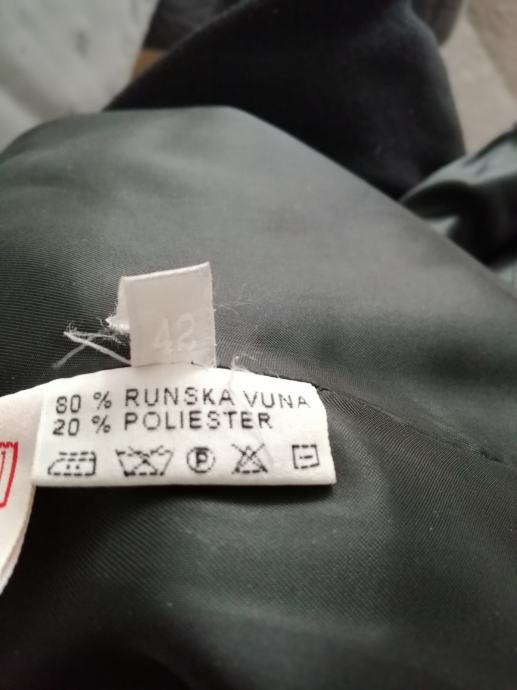 42
80 % RUNSKA VUNA
20 % POLIESTER
P